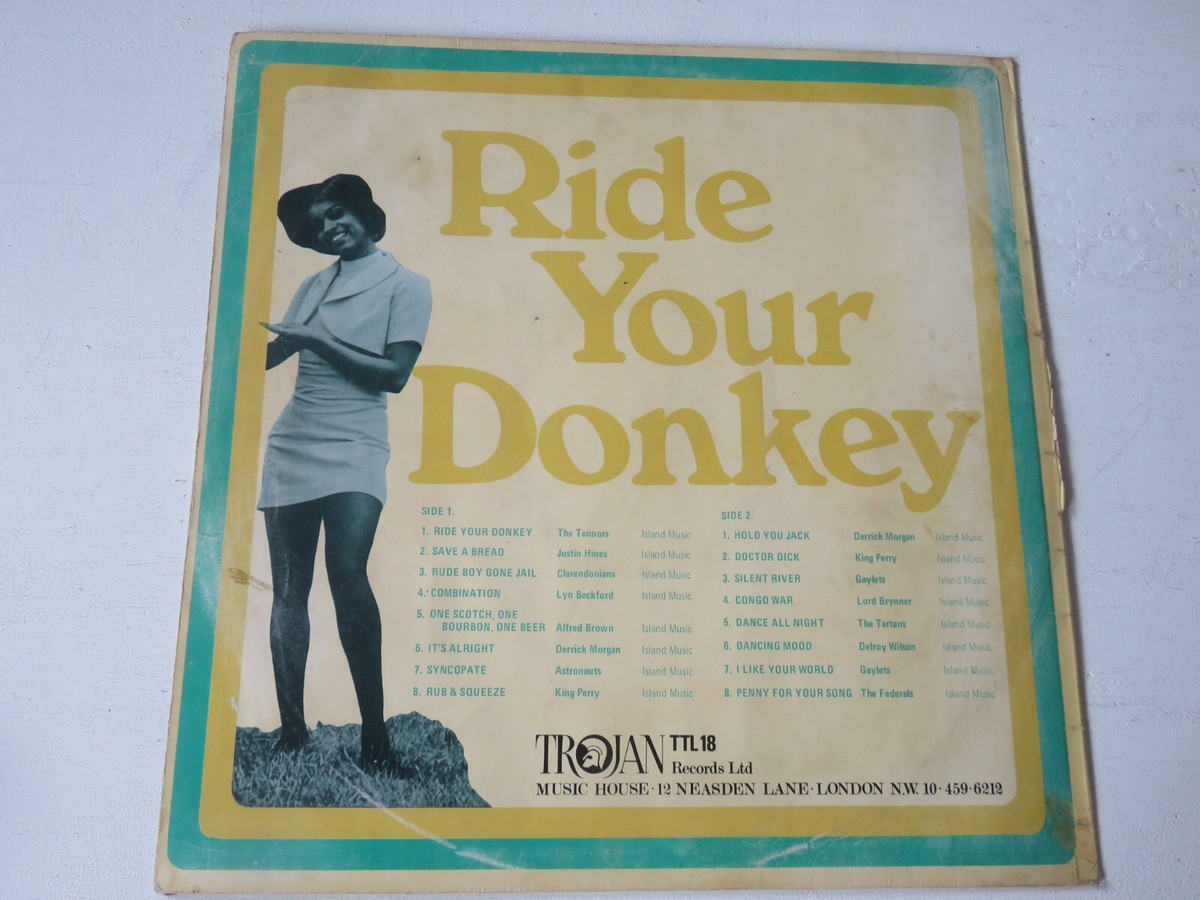 Ride
Your
Donkey
SIDE 1.
1. RIDE YOUR DONKEY The Tennors Island Music
2. SAVE A BREAD Justin Hines Island Music
3. RUDE BOY GONE JAIL Clarendonians Island Music
4. COMBINATION Lyn Beckford Island Music
5. ONE SCOTCH, ONE
BOURBON, ONE BEER Alfred Brown Island Music
6. IT'S ALRIGHT Derrick Morgan Island Music
7. SYNCOPATE Astronauts Island Music
8. RUB & SQUEEZE King Perry Island Music
SIDE 2.
1. HOLD YOU JACK Derrick Morgan Island Music
2. DOCTOR DICK King Perry Island Music
3. SILENT RIVER Gaylets Island Music
4. CONGO WAR Lord Brynner Island Music
5. DANCE ALL NIGHT The Tartans Island Music
6. DANCING MOOD Delroy Wilson Island Music
7. I LIKE YOUR WORLD Gaylets Island Music
8. PENNY FOR YOUR SONG The Federals Island Music
TROJAN TTL 18
Records Ltd
MUSIC HOUSE · 12 NEASDEN LANE · LONDON N.W. 10 · 459 · 6212